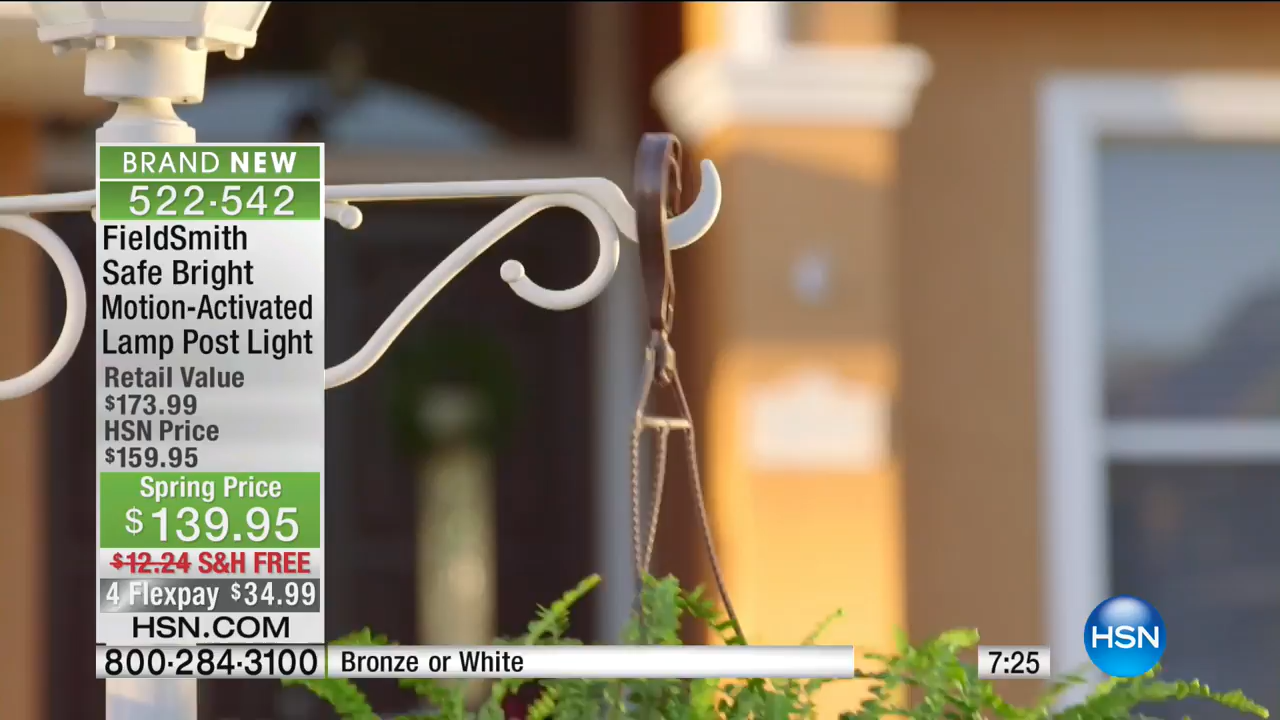 BRAND NEW
522-542
FieldSmith
Safe Bright
Motion-Activated
Lamp Post Light
Retail Value
$173.99
HSN Price
$159.95
Spring Price
$139.95
$12.24 S&H FREE
4 Flexpay $34.99
HSN.COM
800·284·3100 Bronze or White 7:25
HSN